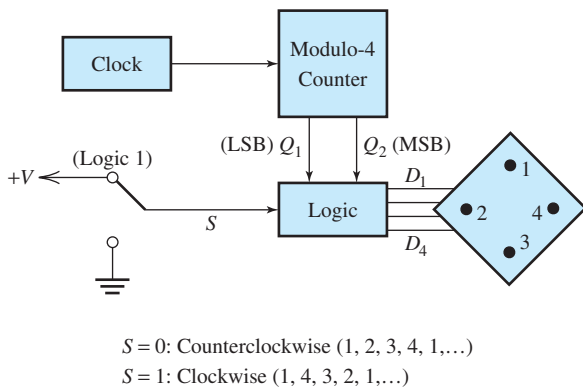 Clock
Modulo-4
Counter
(LSB) Q1
Q2 (MSB)
(Logic 1)
+V
S
Logic
D1
D4
1
2
4
3
S = 0: Counterclockwise (1, 2, 3, 4, 1,...)
S = 1: Clockwise (1, 4, 3, 2, 1,...)